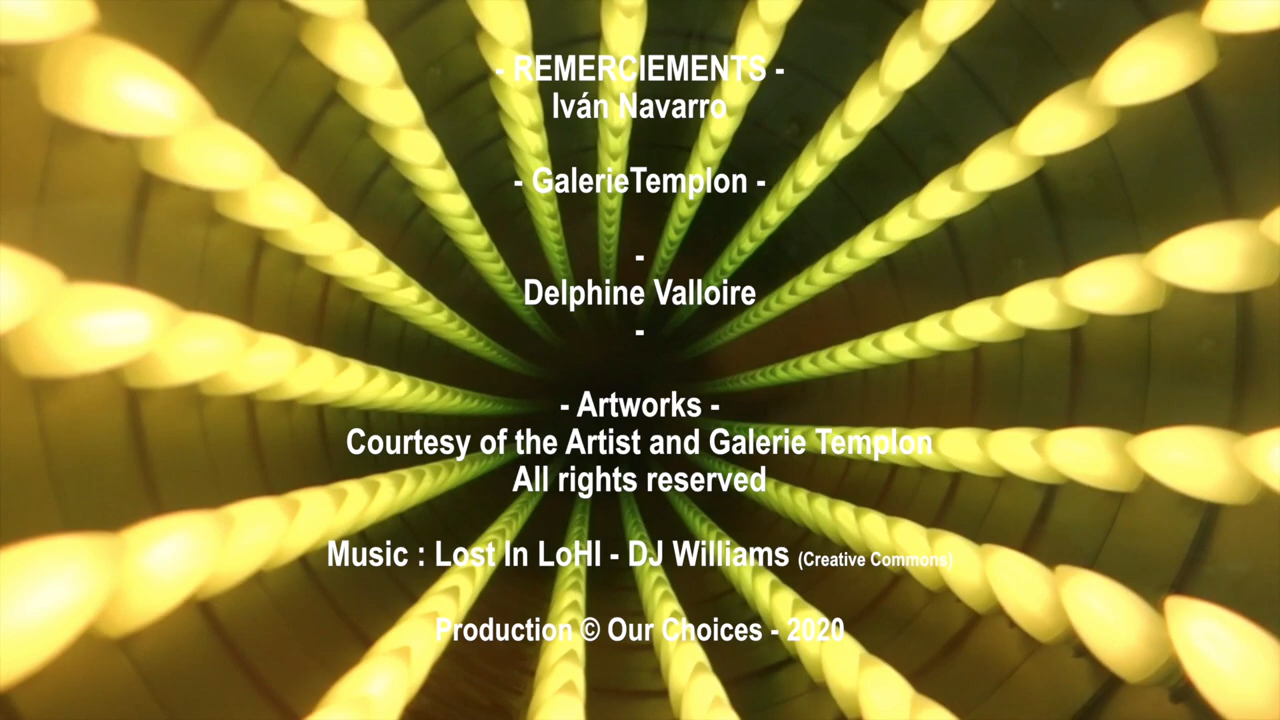 - REMERCIEMENTS -
Iván Navarro
- GalerieTemplon -
-
Delphine Valloire
-
- Artworks -
Courtesy of the Artist and Galerie Templon
All rights reserved
Music : Lost In LoHI - DJ Williams (Creative Commons)
Production © Our Choices - 2020